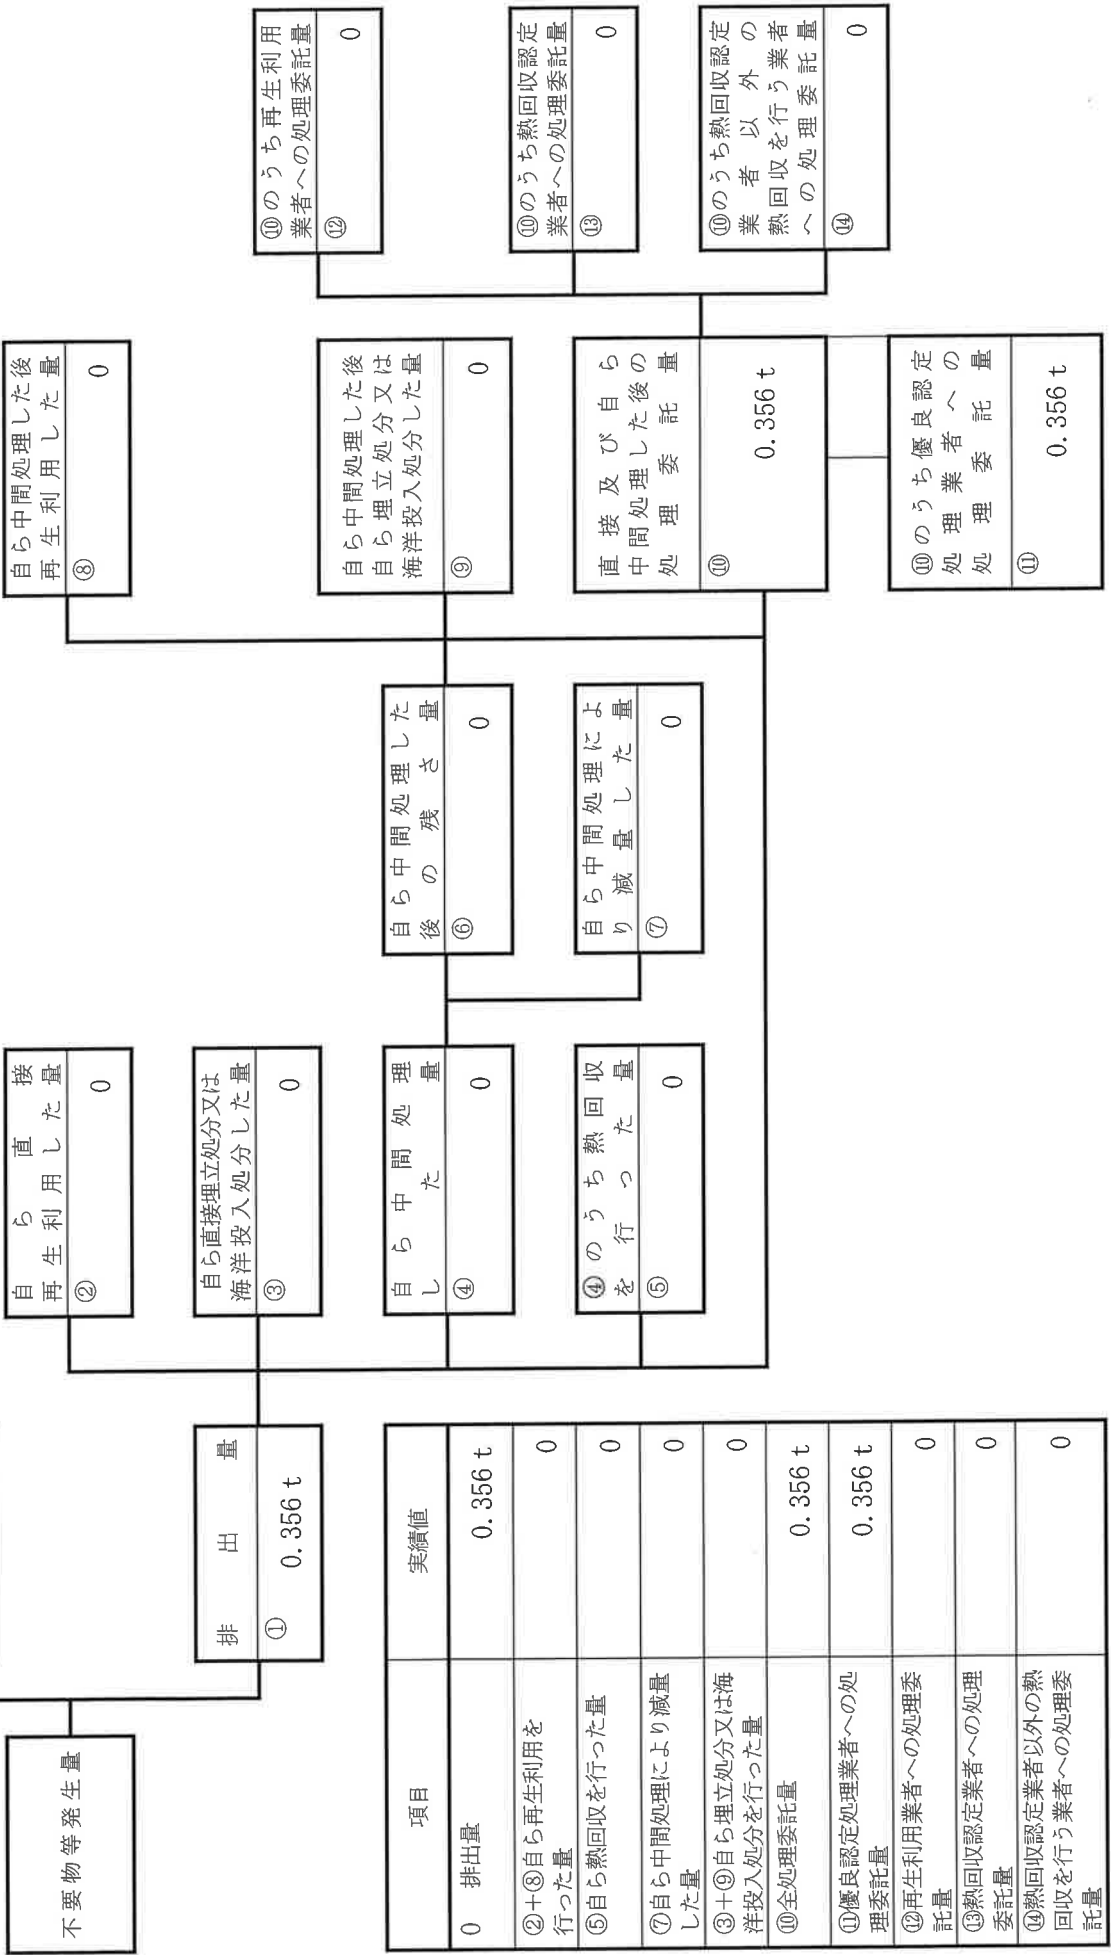 不要物等発生量
排出量
①
0.356 t
自ら直接
再生利用した量
②
0
自ら直接埋立処分又は
海洋投入処分した量
③
0
自ら中間処理
した量
④
0
④のうち熱回収
を行った量
⑤
0
自ら中間処理した
後の残さ量
⑥
0
自ら中間処理によ
り減量した量
⑦
0
自ら中間処理した後
再生利用した量
⑧
0
自ら中間処理した後
自ら埋立処分又は
海洋投入処分した量
⑨
0
直接及び自ら
中間処理した後の
処理委託量
⑩
0.356 t
⑩のうち優良認定
処理業者への
処理委託量
⑪
0.356 t
⑩のうち再生利用
業者への処理委託量
⑫
0
⑩のうち熱回収認定
業者への処理委託量
⑬
0
⑩のうち熱回収認定
業者以外の
熱回収を行う業者
への処理委託量
⑭
0
項目 実績値
0 排出量 0.356 t
②+⑧自ら再生利用を
行った量 0
⑤自ら熱回収を行った量 0
⑦自ら中間処理により減量
した量 0
③+⑨自ら埋立処分又は海
洋投入処分を行った量 0
⑩全処理委託量 0.356 t
⑪優良認定処理業者への処
理委託量 0.356 t
⑫再生利用業者への処理委
託量 0
⑬熱回収認定業者への処理
委託量 0
⑭熱回収認定業者以外の熱
回収を行う業者への処理委
託量 0